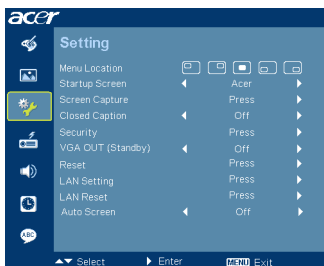 acer
Setting
Menu Location
Startup Screen Acer
Screen Capture Press
Closed Caption Off
Security Press
VGA OUT (Standby) Off
Reset Press
LAN Setting Press
LAN Reset Press
Auto Screen Off
ABC
Select Enter MENU Exit